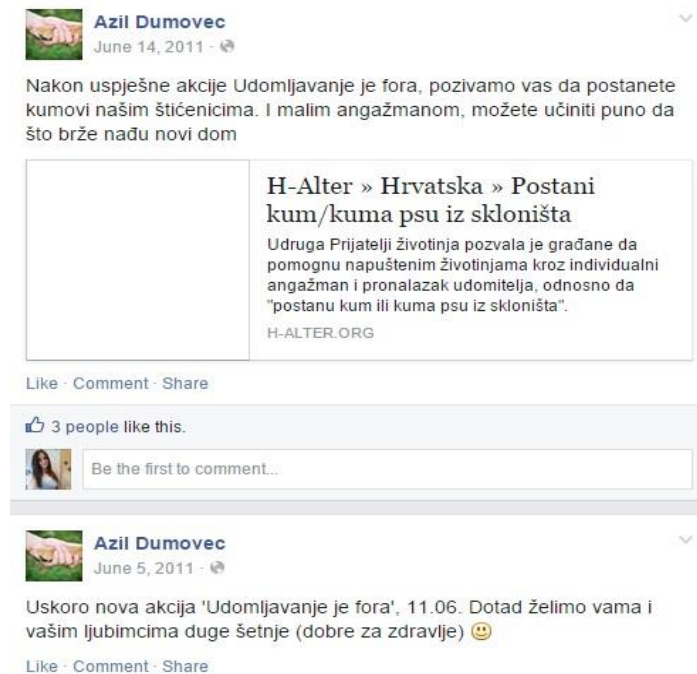 Azil Dumovec
June 14, 2011 ·
Nakon uspješne akcije Udomljavanje je fora, pozivamo vas da postanete
kumovi našim štićenicima. I malim angažmanom, možete učiniti puno da
što brže nađu novi dom
H-Alter » Hrvatska » Postani
kum/kuma psu iz skloništa
Udruga Prijatelji životinja pozvala je građane da
pomognu napuštenim životinjama kroz individualni
angažman i pronalazak udomitelja, odnosno da
"postanu kum ili kuma psu iz skloništa".
H-ALTER.ORG
Like · Comment · Share
3 people like this.
Be the first to comment...
Azil Dumovec
June 5, 2011 ·
Uskoro nova akcija 'Udomljavanje je fora', 11.06. Dotad želimo vama i
vašim ljubimcima duge šetnje (dobre za zdravlje) 🙂
Like · Comment · Share